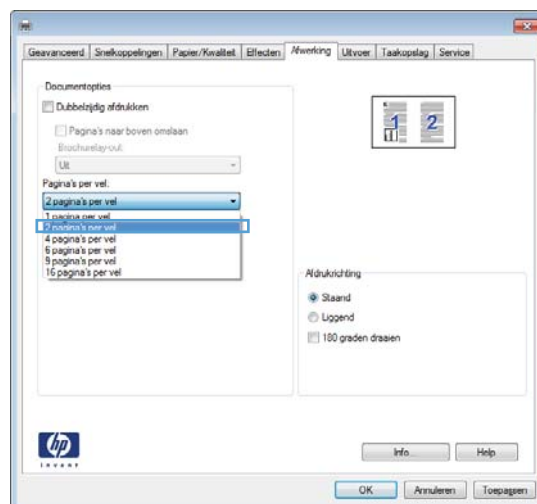 Geavanceerd Snelkoppelingen Papier/Kwaliteit Effecten Afwerking Uitvoer Taakopslag Service
Documentopties
Dubbelzijdig afdrukken
Pagina's naar boven omslaan
Brochurelay-out:
Uit
Pagina's per vel:
2 pagina's per vel
1 pagina per vel
2 pagina's per vel
4 pagina's per vel
6 pagina's per vel
9 pagina's per vel
16 pagina's per vel
1 2
Afdrukrichting
Staand
Liggend
180 graden draaien
hp
invent
Info... Help
OK Annuleren Toepassen